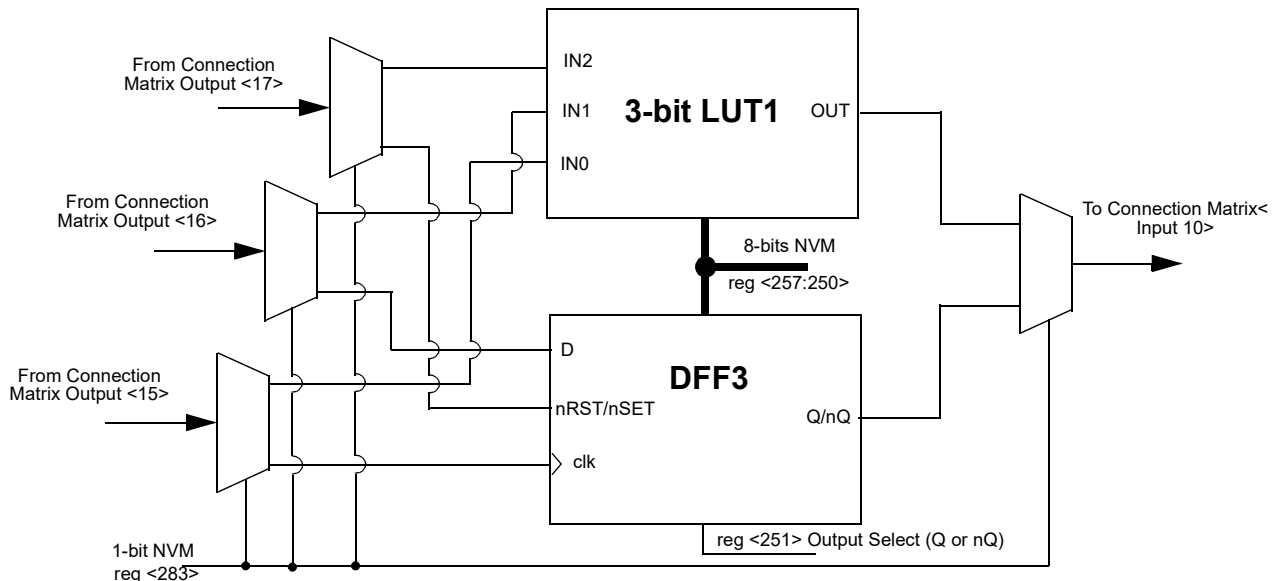 From Connection
Matrix Output <17>
IN2
IN1
IN0
3-bit LUT1
OUT
From Connection
Matrix Output <16>
To Connection Matrix<
Input 10>
8-bits NVM
reg <257:250>
From Connection
Matrix Output <15>
D
DFF3
nRST/nSET
Q/nQ
clk
reg <251> Output Select (Q or nQ)
1-bit NVM
reg <283>